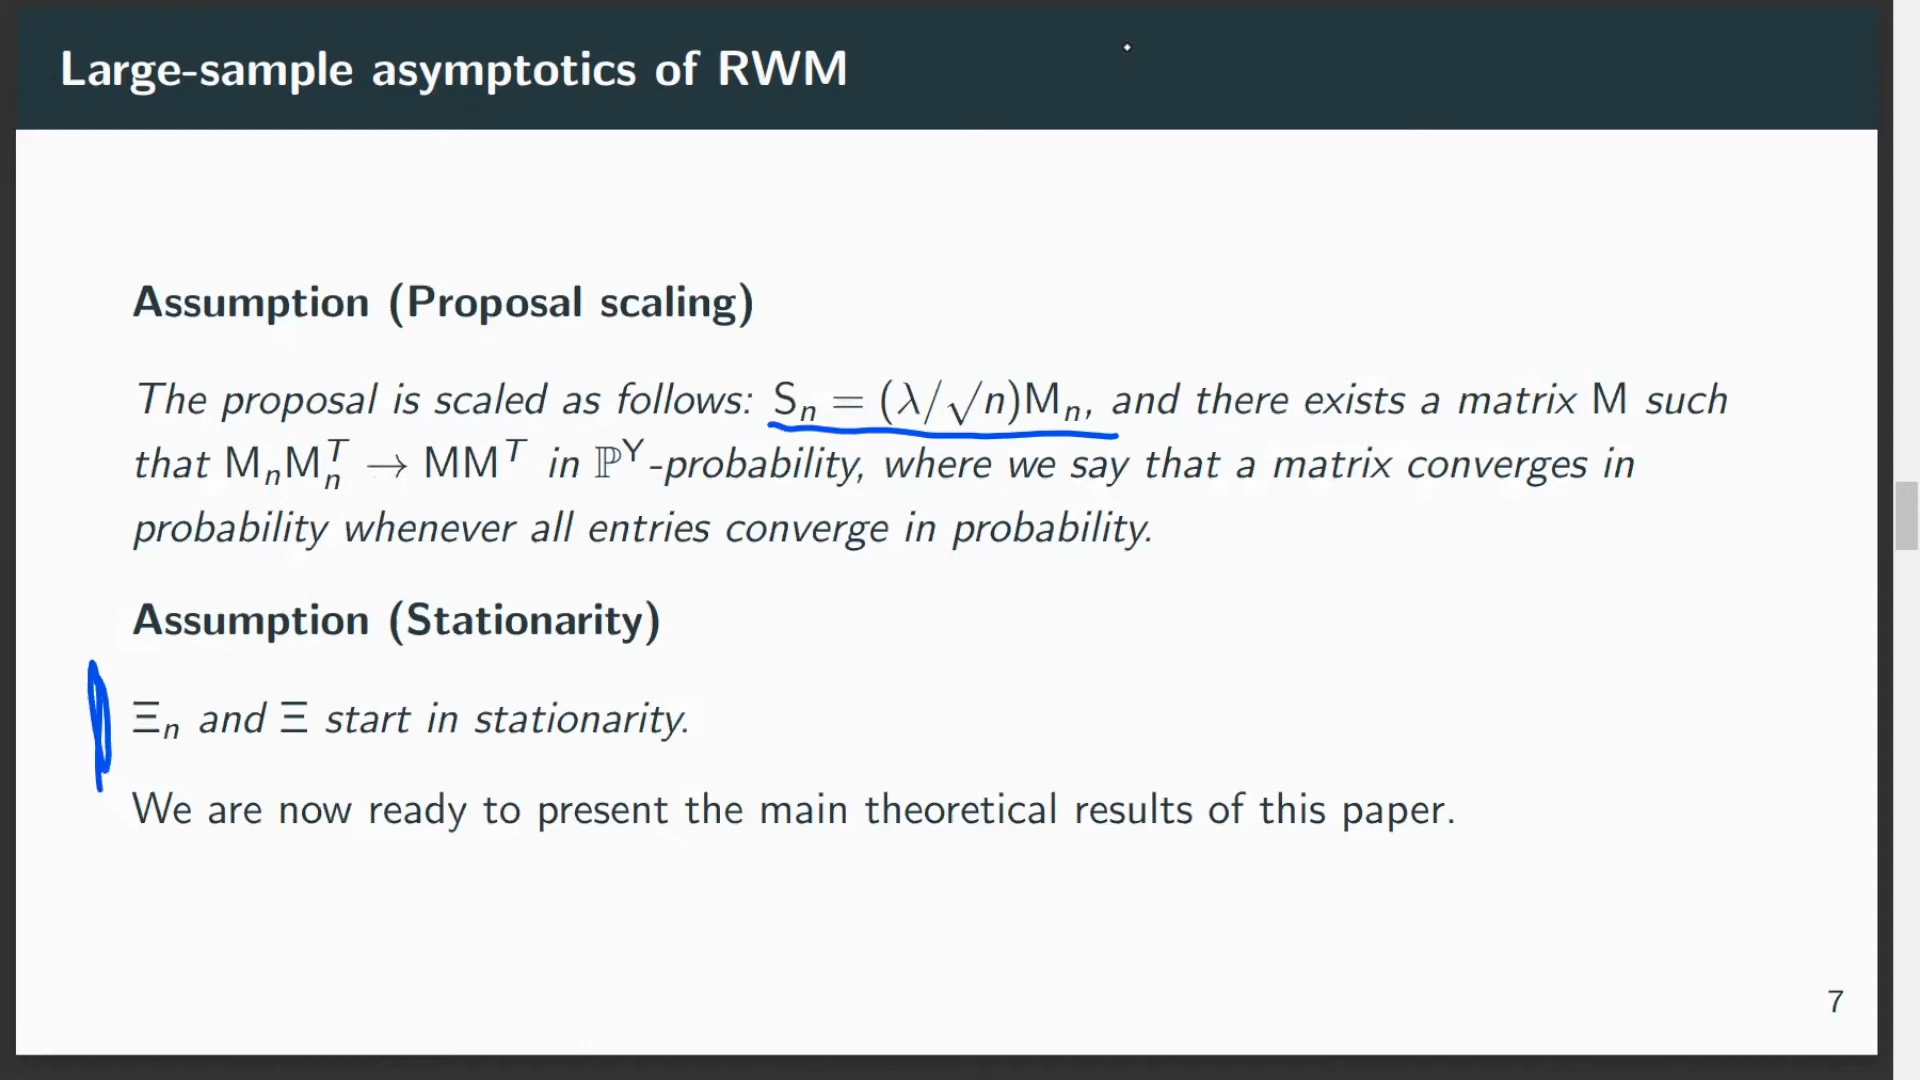 Large-sample asymptotics of RWM
Assumption (Proposal scaling)
The proposal is scaled as follows: Sₙ = (λ/√n)Mₙ, and there exists a matrix M such
that MₙMₙᵀ → MMᵀ in ℙʸ-probability, where we say that a matrix converges in
probability whenever all entries converge in probability.
Assumption (Stationarity)
Ξₙ and Ξ start in stationarity.
We are now ready to present the main theoretical results of this paper.
7